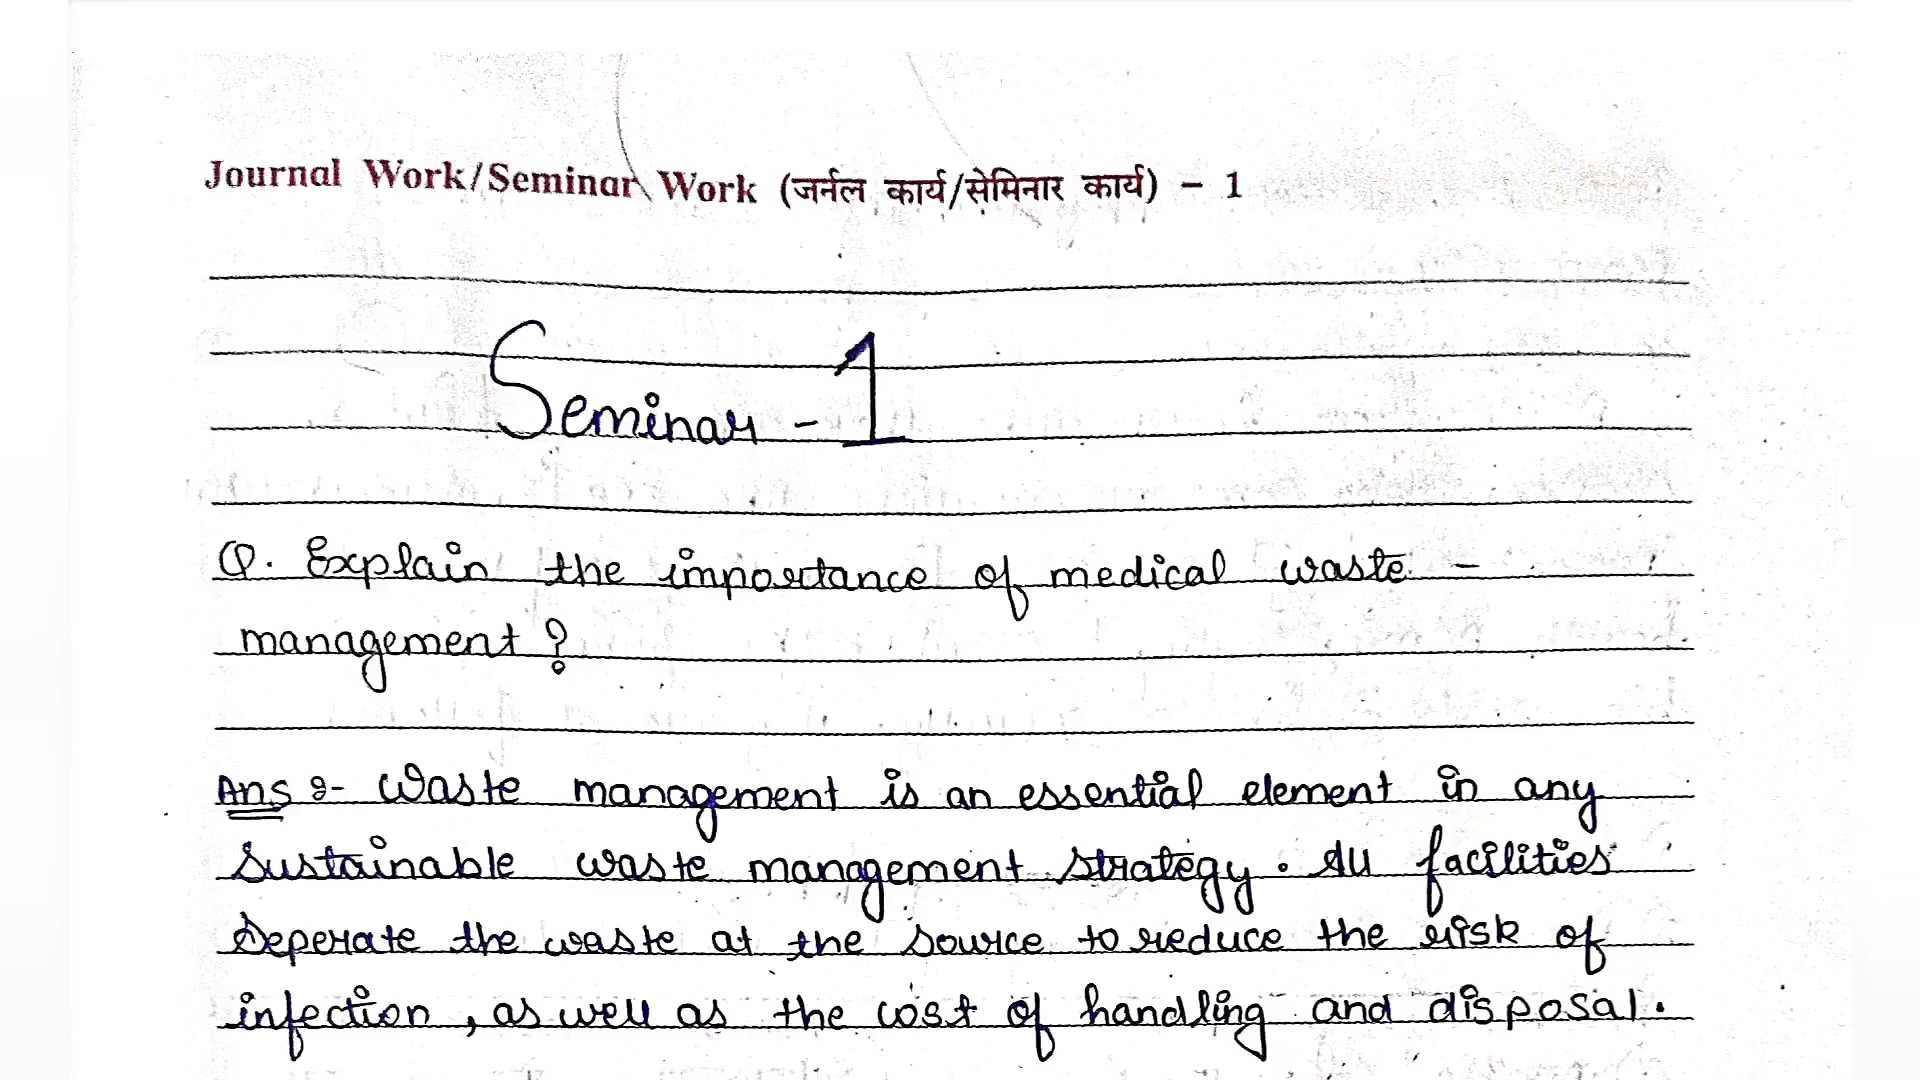 Journal Work/Seminar Work (जर्नल कार्य/सेमिनार कार्य) - 1
Seminar - 1
Q. Explain the importance of medical waste -
management?
Ans :- Waste management is an essential element in any
Sustainable waste management strategy. All facilities
Seperate the waste at the source to reduce the risk of
infection, as well as the cost of handling and disposal.